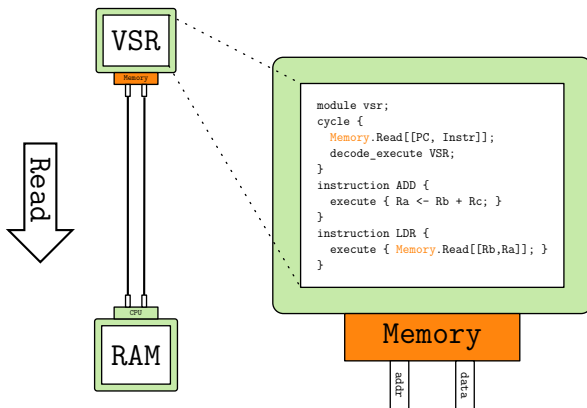 VSR
Memory
Read
CPU
RAM
module vsr;
cycle {
  Memory.Read[[PC, Instr]];
  decode_execute VSR;
}
instruction ADD {
  execute { Ra <- Rb + Rc; }
}
instruction LDR {
  execute { Memory.Read[[Rb,Ra]]; }
}
Memory
addr
data